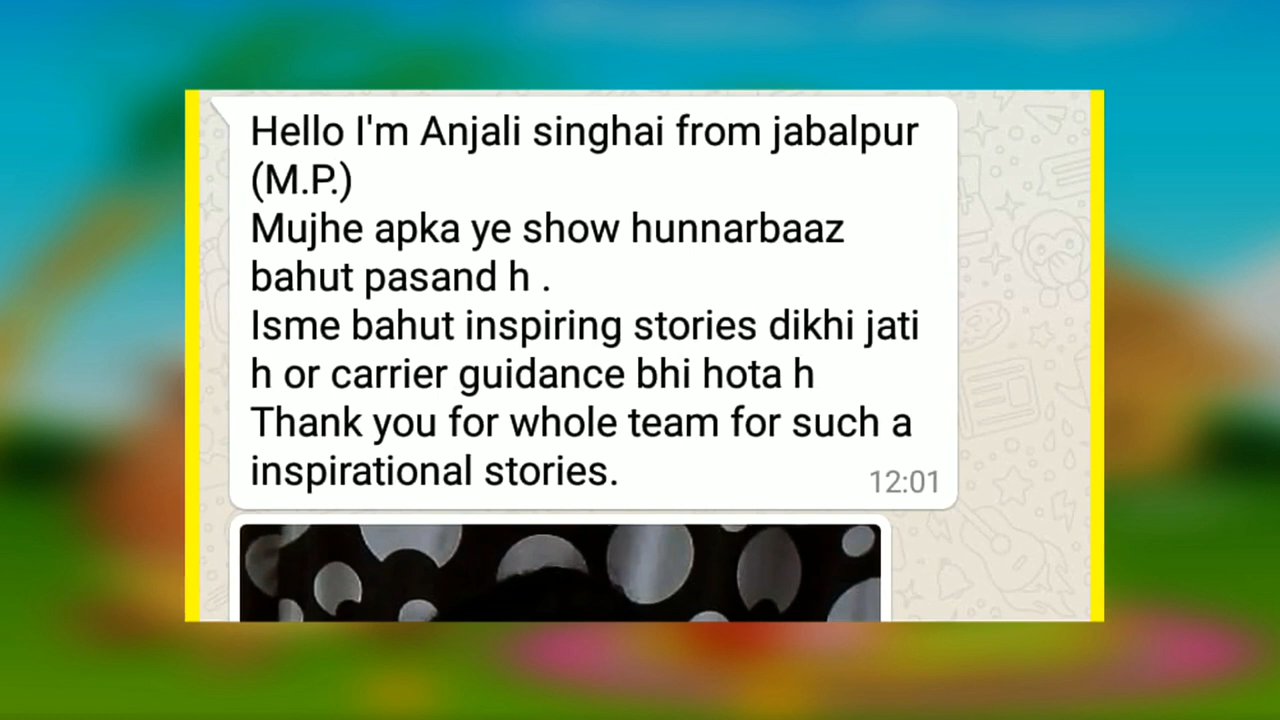 Hello I'm Anjali singhai from jabalpur
(M.P.)
Mujhe apka ye show hunnarbaaz
bahut pasand h .
Isme bahut inspiring stories dikhi jati
h or carrier guidance bhi hota h
Thank you for whole team for such a
inspirational stories.
12:01